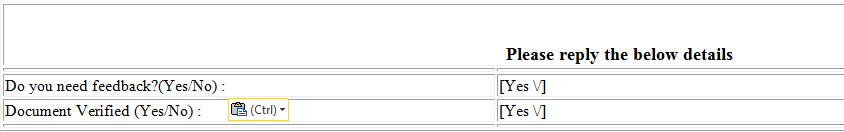 Please reply the below details
Do you need feedback?(Yes/No) : [Yes \/]
Document Verified (Yes/No) : (Ctrl) [Yes \/]